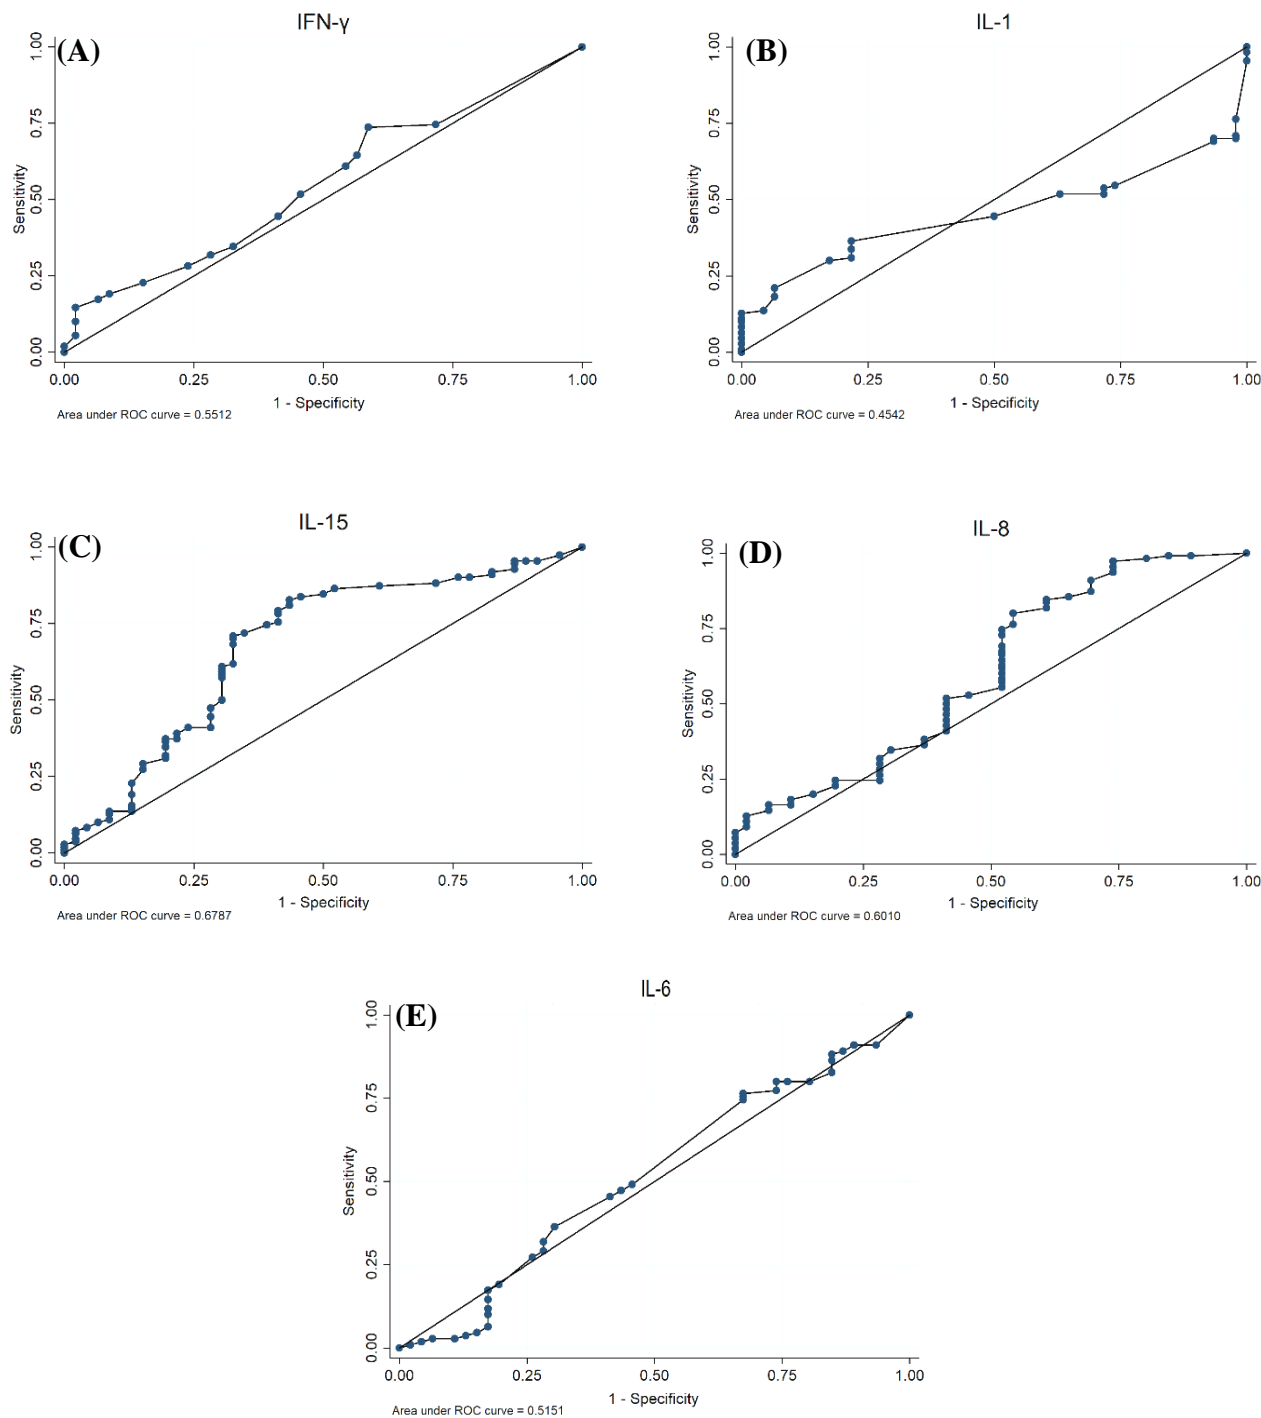 IFN-γ
(A)
1.00
0.75
0.50
0.25
0.00
Sensitivity
0.00 0.25 0.50 0.75 1.00
1 - Specificity
Area under ROC curve = 0.5512
IL-1
(B)
1.00
0.75
0.50
0.25
0.00
Sensitivity
0.00 0.25 0.50 0.75 1.00
1 - Specificity
Area under ROC curve = 0.4542
IL-15
(C)
1.00
0.75
0.50
0.25
0.00
Sensitivity
0.00 0.25 0.50 0.75 1.00
1 - Specificity
Area under ROC curve = 0.6787
IL-8
(D)
1.00
0.75
0.50
0.25
0.00
Sensitivity
0.00 0.25 0.50 0.75 1.00
1 - Specificity
Area under ROC curve = 0.6010
IL-6
(E)
1.00
0.75
0.50
0.25
0.00
Sensitivity
0.00 0.25 0.50 0.75 1.00
1 - Specificity
Area under ROC curve = 0.5151